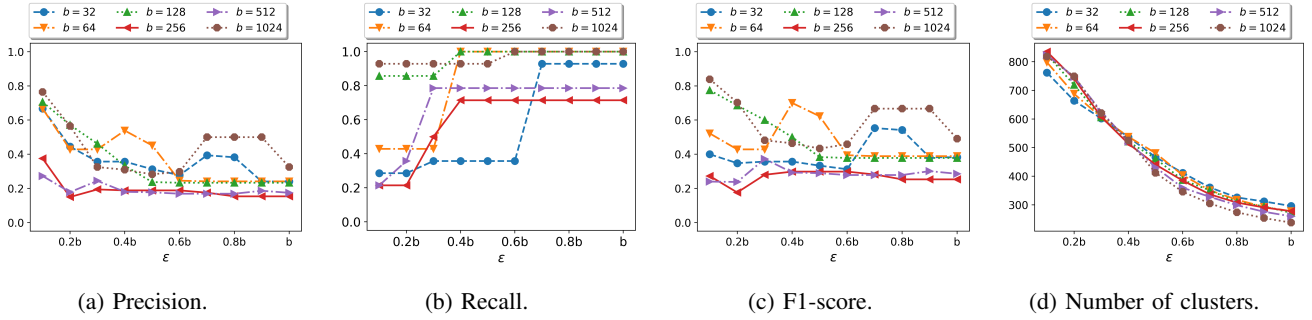 b = 32 b = 128 b = 512
b = 64 b = 256 b = 1024
1.0
0.8
0.6
0.4
0.2
0.0
0.2b 0.4b 0.6b 0.8b b
ε
(a) Precision.
b = 32 b = 128 b = 512
b = 64 b = 256 b = 1024
1.0
0.8
0.6
0.4
0.2
0.0
0.2b 0.4b 0.6b 0.8b b
ε
(b) Recall.
b = 32 b = 128 b = 512
b = 64 b = 256 b = 1024
1.0
0.8
0.6
0.4
0.2
0.0
0.2b 0.4b 0.6b 0.8b b
ε
(c) F1-score.
b = 32 b = 128 b = 512
b = 64 b = 256 b = 1024
800
700
600
500
400
300
0.2b 0.4b 0.6b 0.8b b
ε
(d) Number of clusters.